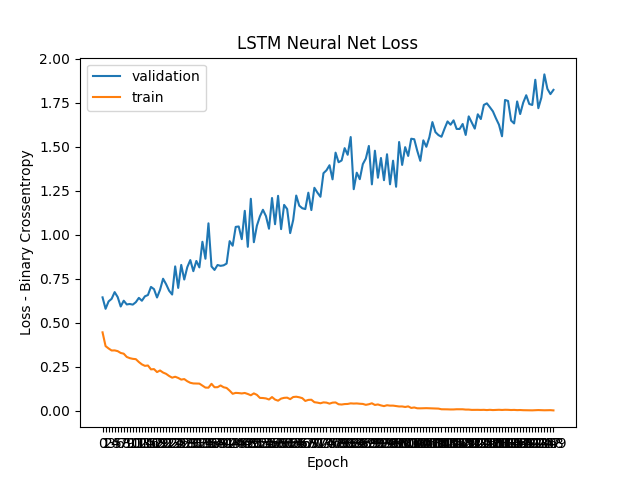 LSTM Neural Net Loss
validation
train
Loss - Binary Crossentropy
2.00
1.75
1.50
1.25
1.00
0.75
0.50
0.25
0.00
Epoch